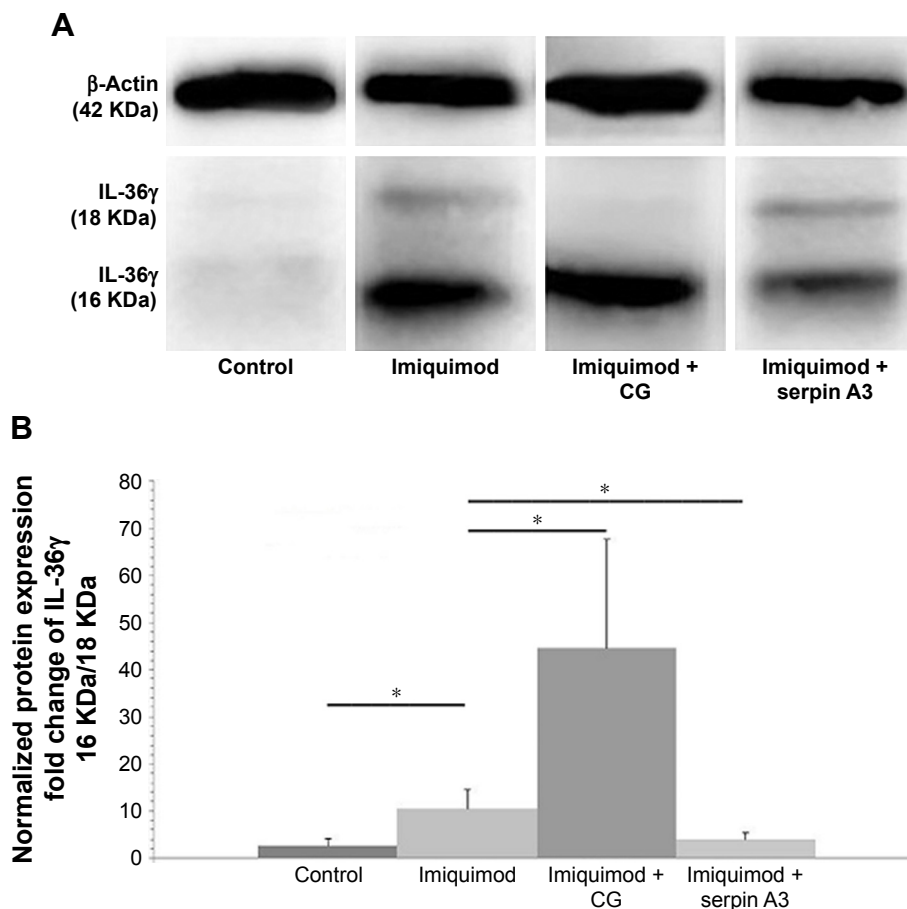 A
β-Actin
(42 KDa)
IL-36γ
(18 KDa)
IL-36γ
(16 KDa)
Control
Imiquimod
Imiquimod +
CG
Imiquimod +
serpin A3
B
Normalized protein expression
fold change of IL-36γ
16 KDa/18 KDa
80
70
60
50
40
30
20
10
0
*
*
*
Control
Imiquimod
Imiquimod +
CG
Imiquimod +
serpin A3